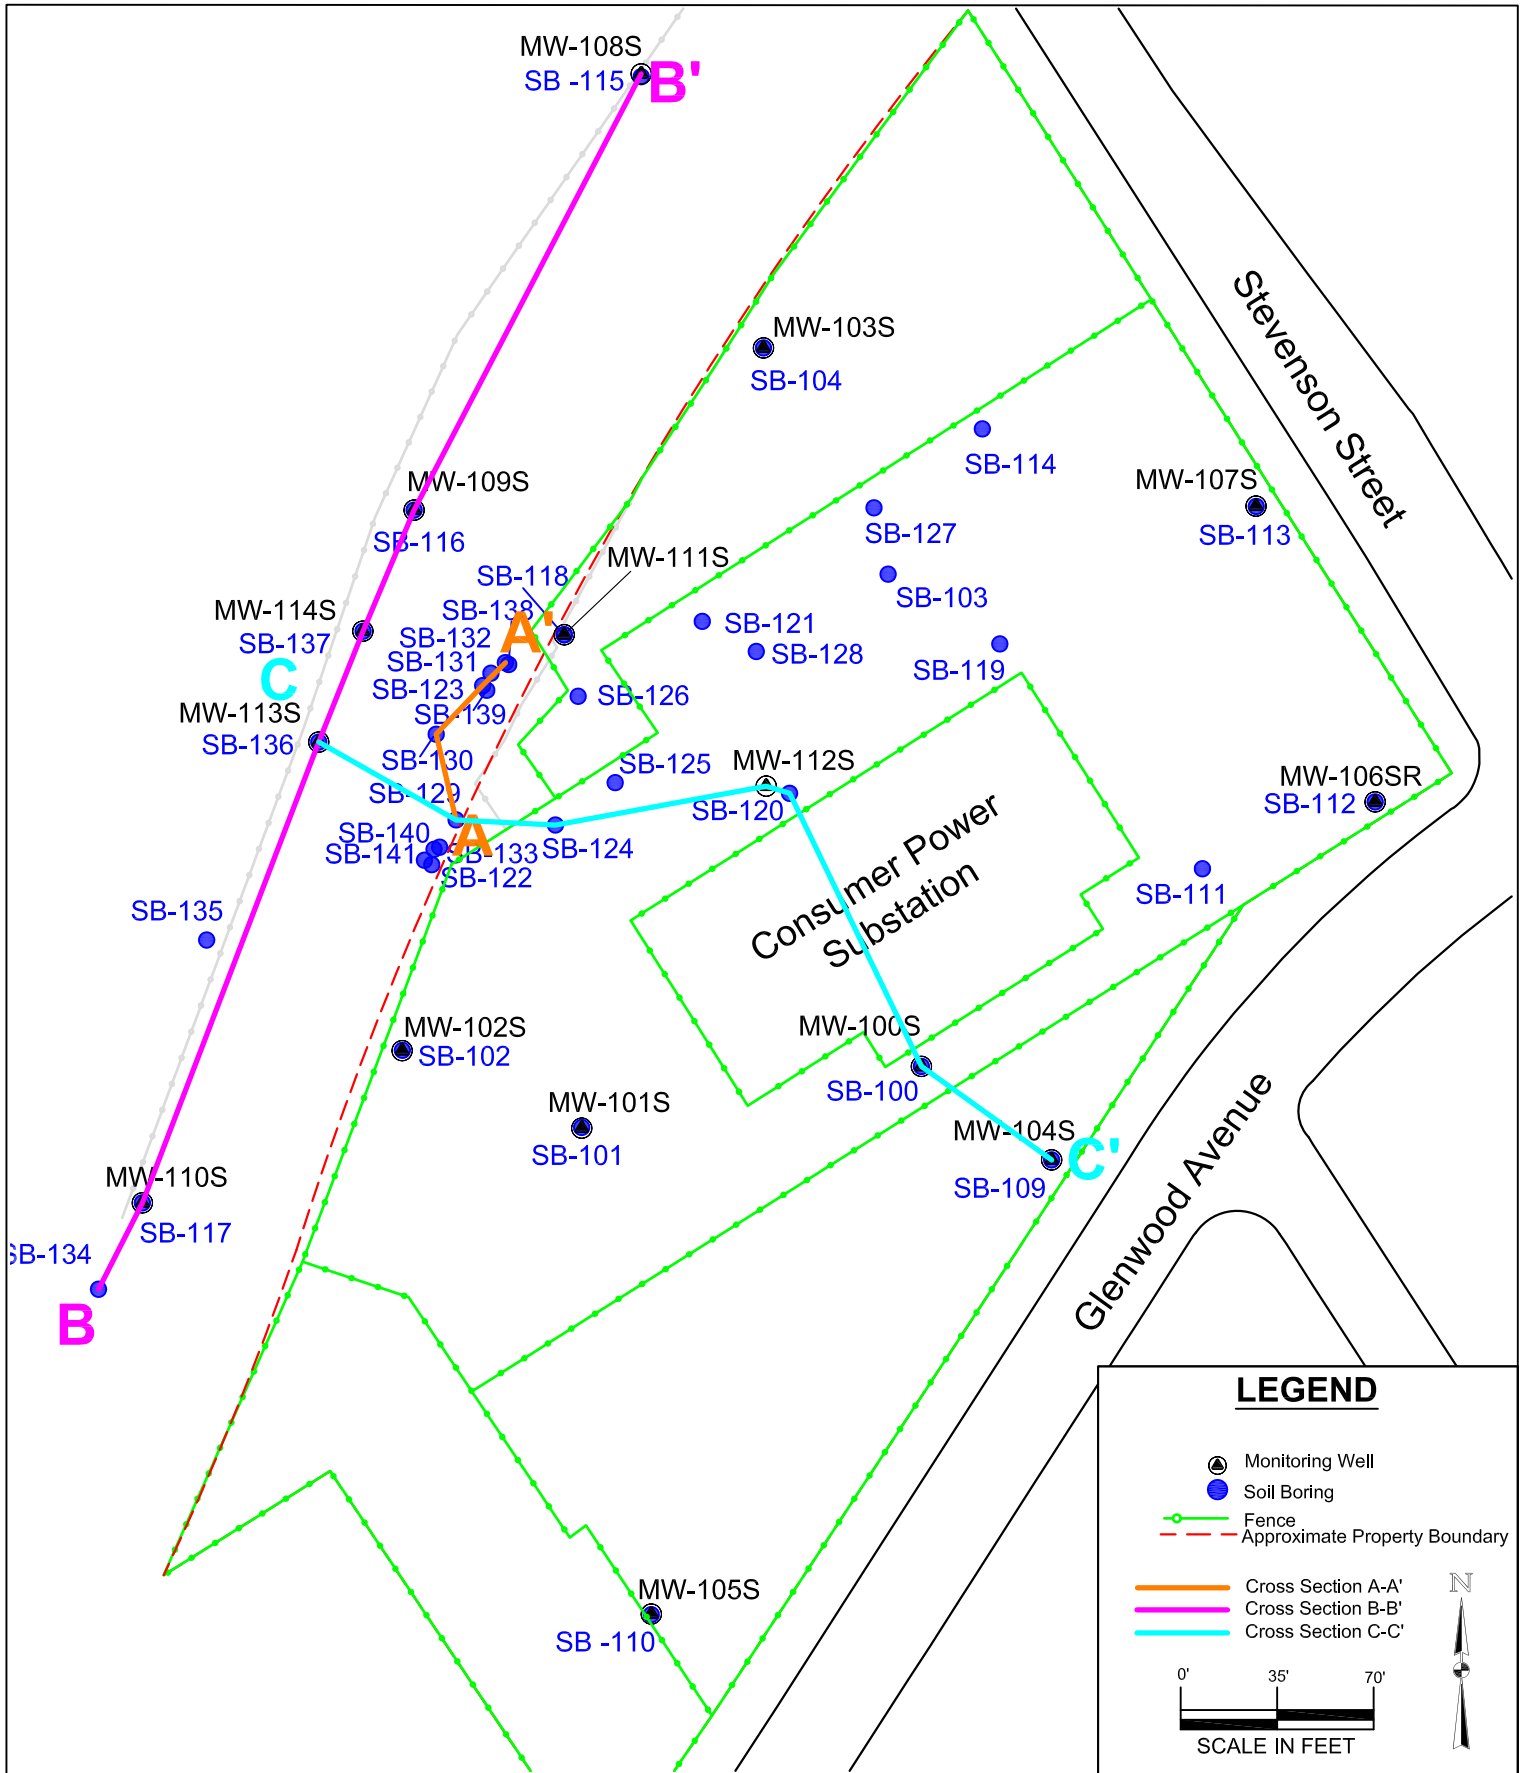 MW-108S
SB -115
B'
MW-103S
SB-104
Stevenson Street
SB-114
MW-109S
SB-116
MW-107S
SB-113
SB-127
MW-111S
SB-118
SB-103
SB-138
A'
MW-114S
SB-137
SB-132
SB-121
SB-131
SB-128
SB-119
C
SB-123
SB-126
SB-139
MW-113S
SB-136
SB-130
SB-125
MW-112S
SB-129
SB-120
MW-106SR
SB-112
SB-140
A
SB-141
SB-133
SB-124
SB-122
SB-111
Consumer Power
Substation
SB-135
MW-102S
SB-102
MW-100S
SB-100
MW-101S
SB-101
MW-104S
C'
SB-109
MW-110S
SB-117
Glenwood Avenue
SB-134
B
MW-105S
SB -110
LEGEND
Monitoring Well
Soil Boring
Fence
Approximate Property Boundary
Cross Section A-A'
Cross Section B-B'
Cross Section C-C'
N
0' 35' 70'
SCALE IN FEET